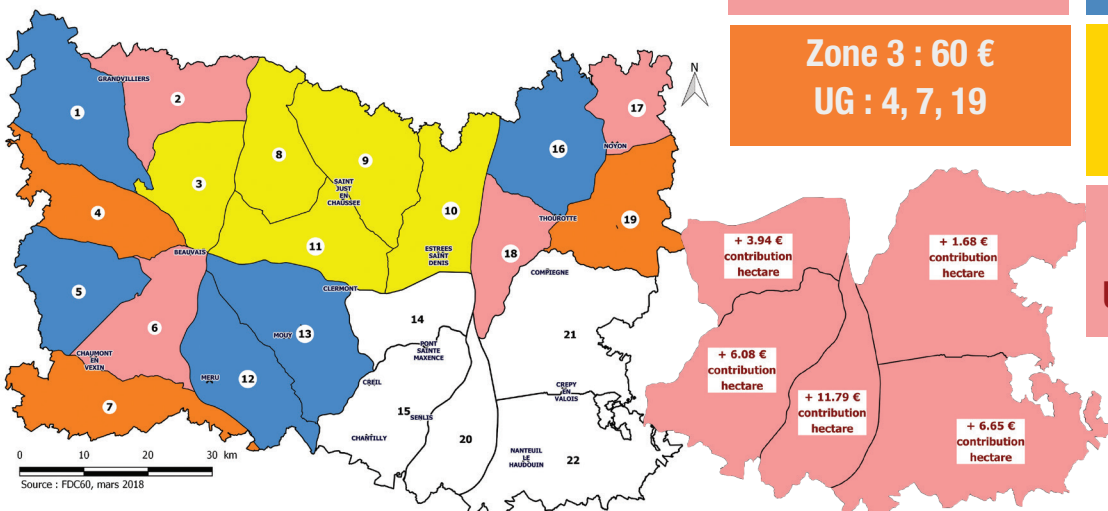 Zone 3 : 60 €
UG : 4, 7, 19
N
GRANDVILLIERS
1
2
3
4
5
6
7
8
9
10
11
12
13
14
15
16
17
18
19
20
21
22
SAINT
JUST
EN
CHAUSSEE
NOYON
THOUROTTE
BEAUVAIS
ESTREES
SAINT
DENIS
COMPIEGNE
CLERMONT
MOUY
PONT
SAINTE
MAXENCE
CHAUMONT
EN
VEXIN
MERU
CREIL
CREPY
EN
VALOIS
SENLIS
CHANTILLY
NANTEUIL
LE
HAUDOUIN
+ 3.94 €
contribution
hectare
+ 1.68 €
contribution
hectare
+ 6.08 €
contribution
hectare
+ 11.79 €
contribution
hectare
+ 6.65 €
contribution
hectare
0 10 20 30 km
Source : FDC60, mars 2018